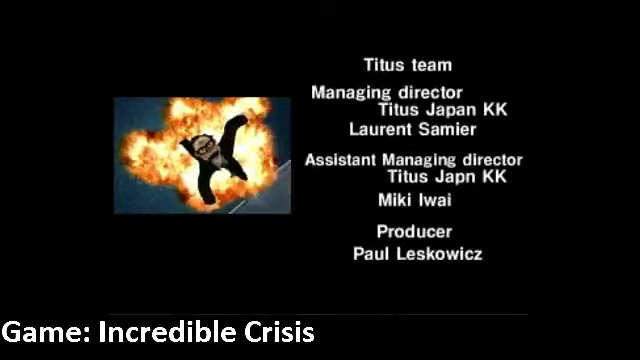 Titus team
Managing director
Titus Japan KK
Laurent Samier
Assistant Managing director
Titus Japn KK
Miki Iwai
Producer
Paul Leskowicz
Game: Incredible Crisis